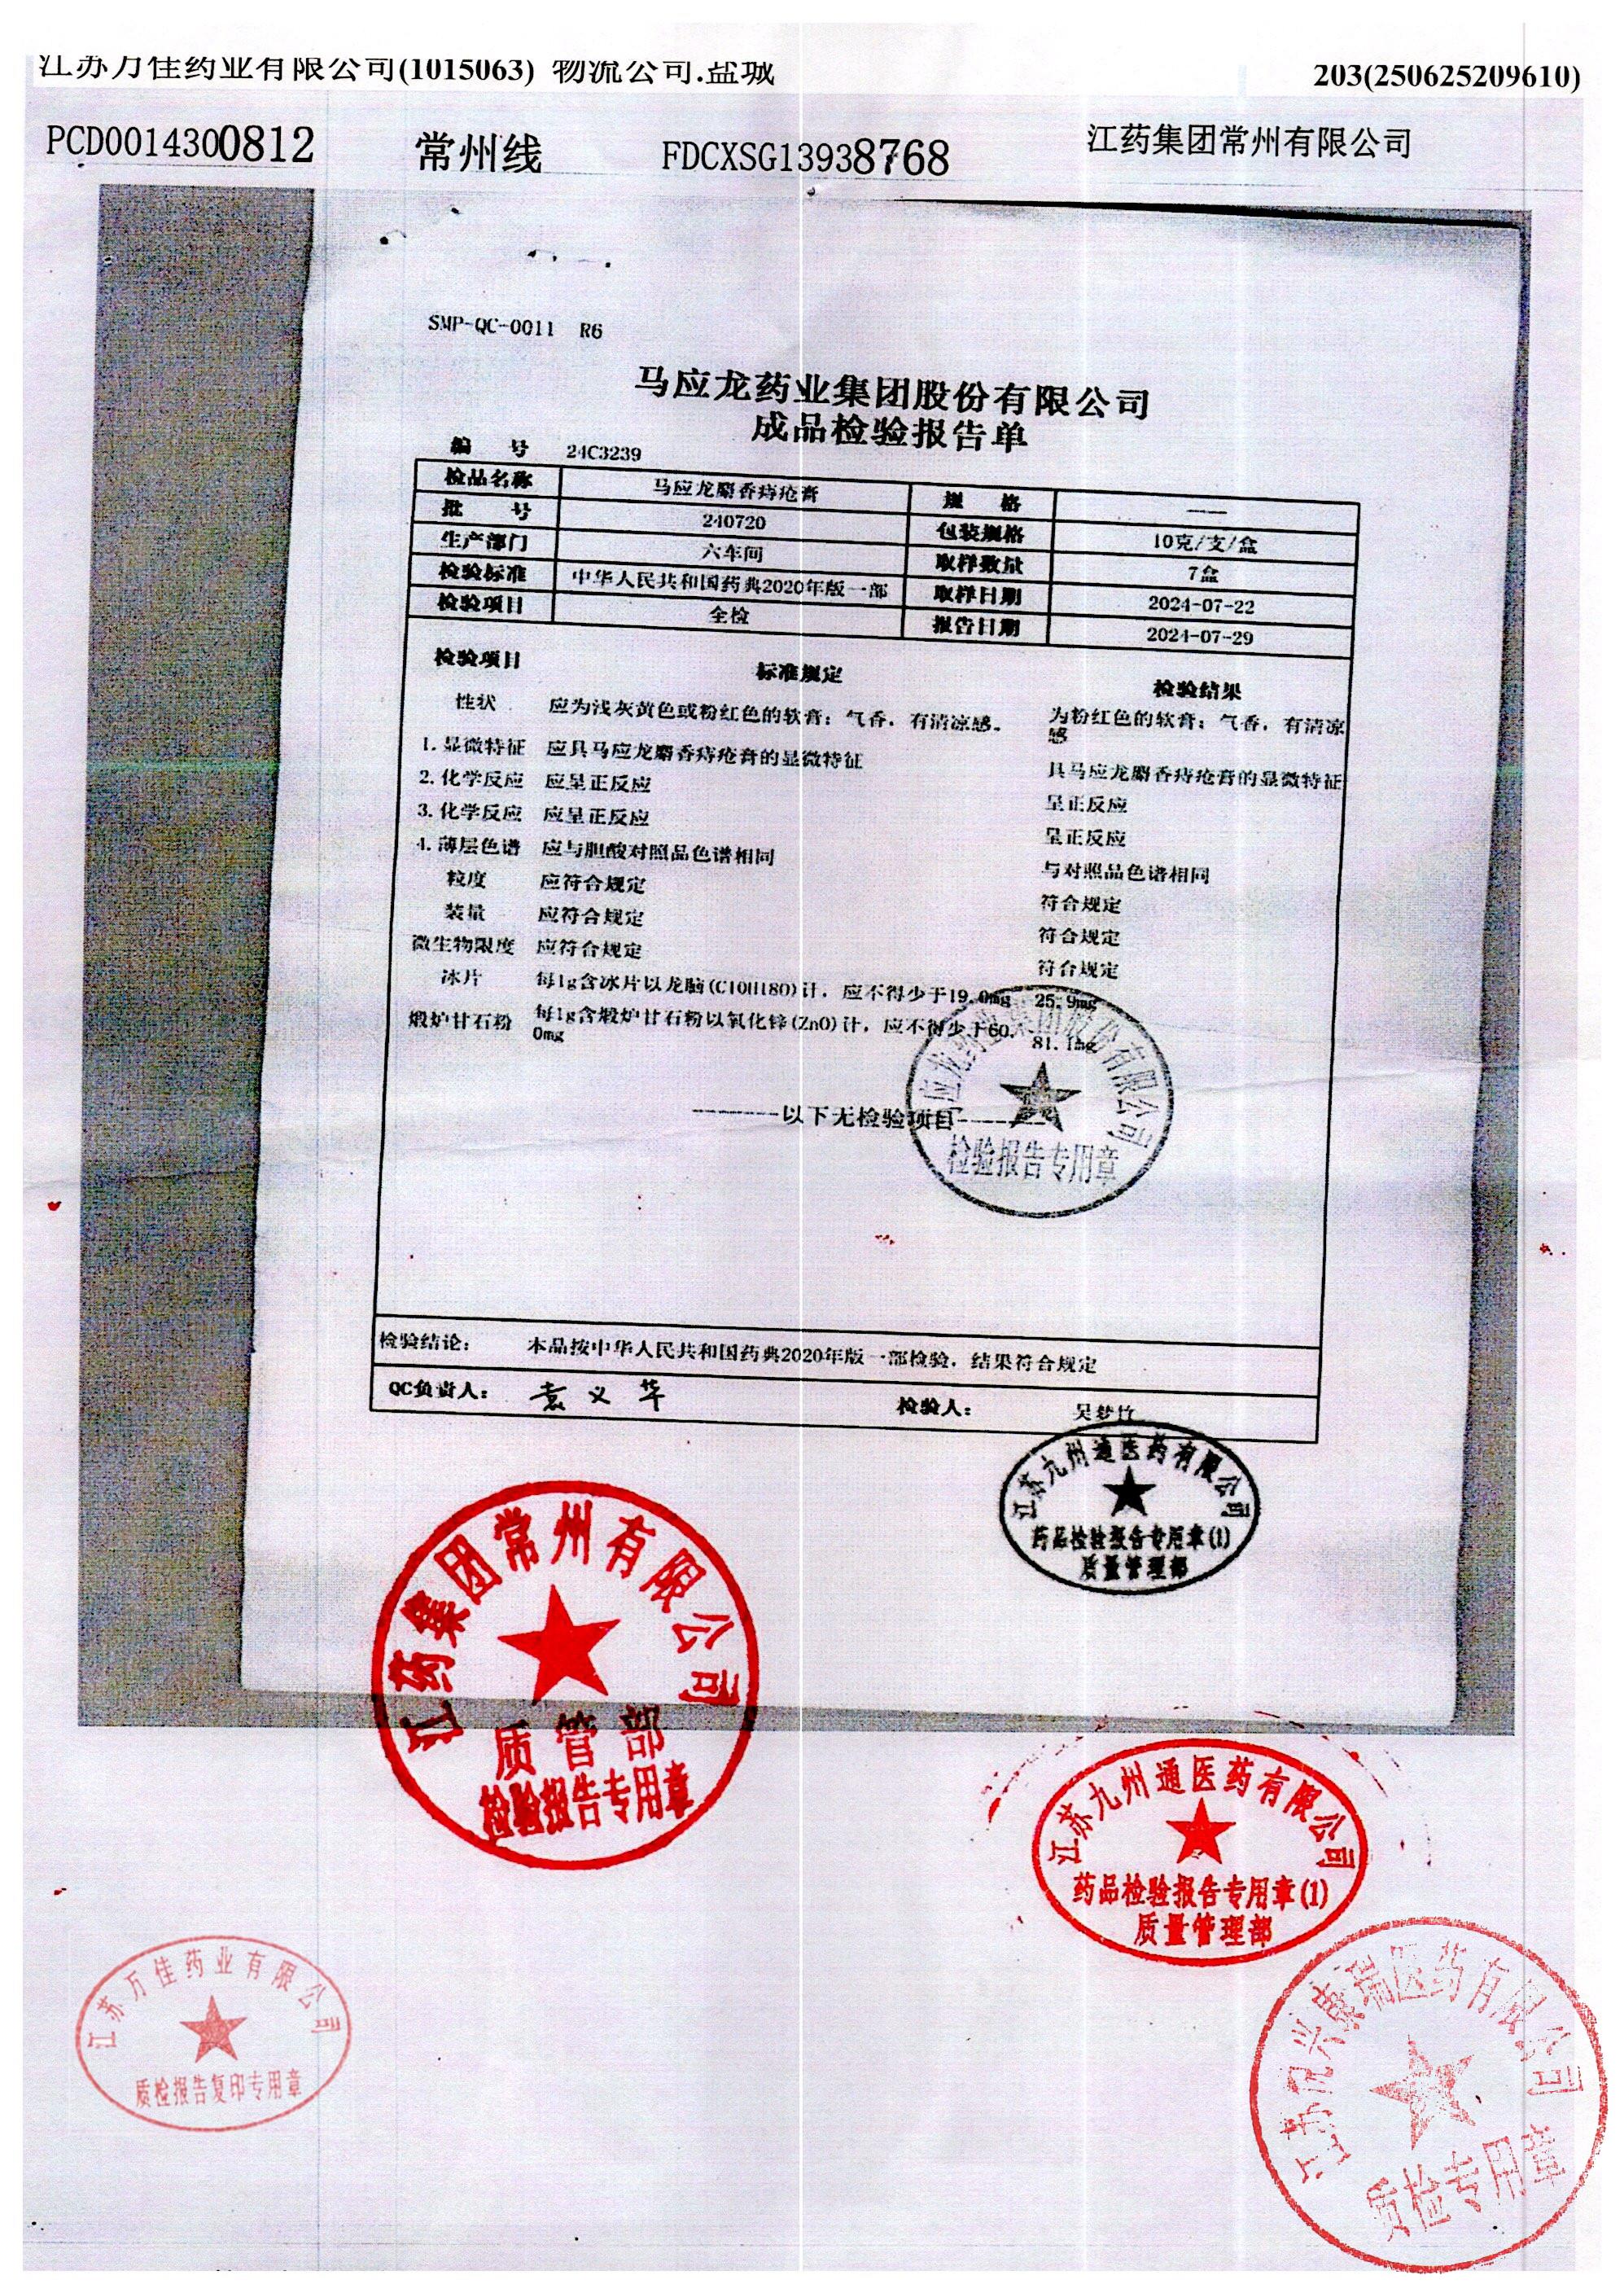 江苏万佳药业有限公司(1015063) 物流公司.盐城 203(250625209610)
PCD0014300812 常州线 FDCXSG13938768 江药集团常州有限公司
SMP-QC-0011 R6
马应龙药业集团股份有限公司
成品检验报告单
编 号 24C3239
检品名称 马应龙麝香痔疮膏 规 格 ——
批 号 240720 包装规格 10克/支/盒
生产部门 六车间 取样数量 7盒
检验标准 中华人民共和国药典2020年版一部 取样日期 2024-07-22
检验项目 全检 报告日期 2024-07-29
检验项目 标准规定 检验结果
性状 应为浅灰黄色或粉红色的软膏；气香，有清凉感。 为粉红色的软膏；气香，有清凉
感
1.显微特征 应具马应龙麝香痔疮膏的显微特征 具马应龙麝香痔疮膏的显微特征
2.化学反应 应呈正反应 呈正反应
3.化学反应 应呈正反应 呈正反应
4.薄层色谱 应与胆酸对照品色谱相同 与对照品色谱相同
粒度 应符合规定 符合规定
装量 应符合规定 符合规定
微生物限度 应符合规定 符合规定
冰片 每1g含冰片以龙脑(C10H18O)计，应不得少于19.0mg 25.9mg
煅炉甘石粉 每1g含煅炉甘石粉以氧化锌(ZnO)计，应不得少于60. 81.1mg
0mg
以下无检验项目
应龙药业集团股份有限公司
检验报告专用章
检验结论： 本品按中华人民共和国药典2020年版一部检验，结果符合规定
QC负责人： 袁义华 检验人： 吴梦竹
江苏九州通医药有限公司
药品检验报告专用章(1)
质量管理部
江药集团常州有限公司
质管部
检验报告专用章
江苏九州通医药有限公司
药品检验报告专用章(1)
质量管理部
江苏万佳药业有限公司
质检报告复印专用章
瑞医药有限公司
质检专用章